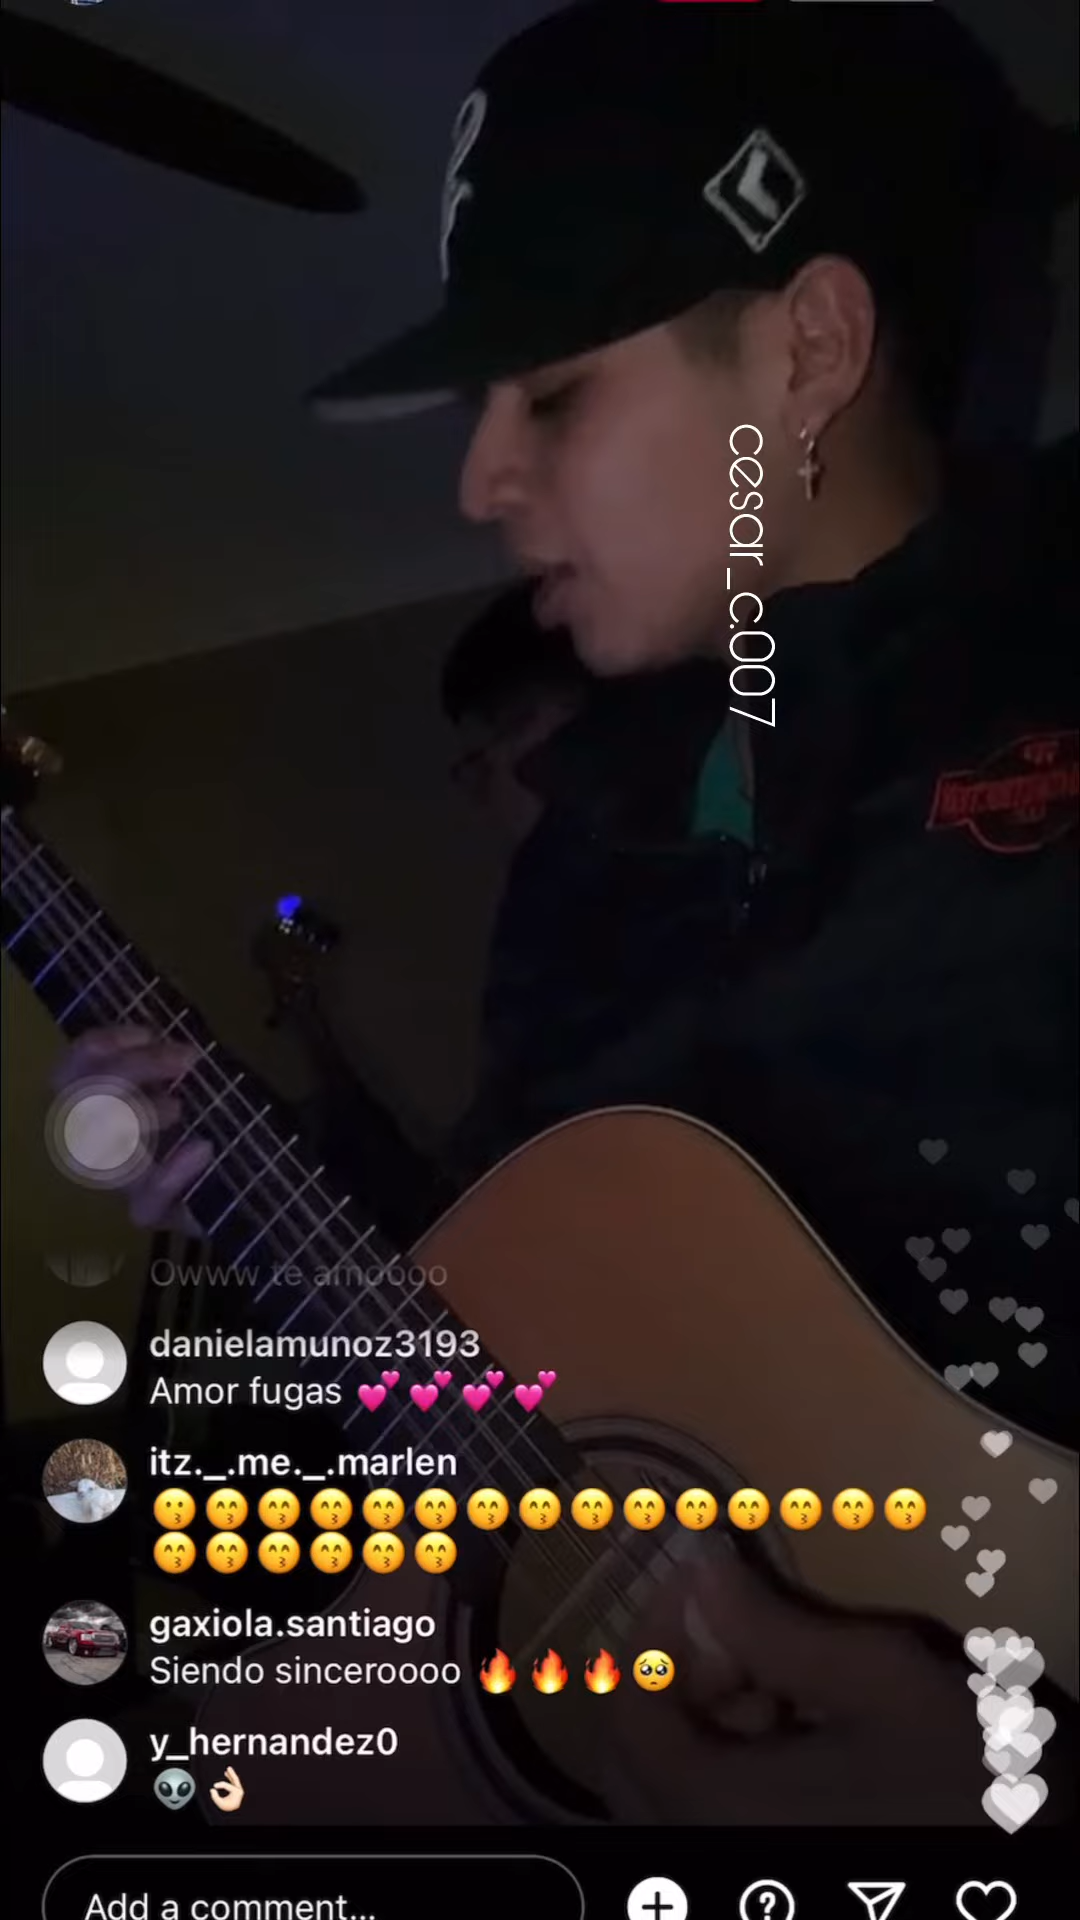 cesar_c.007
Owww te amoooo
danielamunoz3193
Amor fugas 💕💕💕💕
itz._.me._.marlen
😗😙😙😙😙😙😙😙😙😙😙😙😙😙😙
😙😙😙😙😙😙
gaxiola.santiago
Siendo sinceroooo 🔥🔥🔥🥺
y_hernandez0
👽👌🏻
Add a comment...